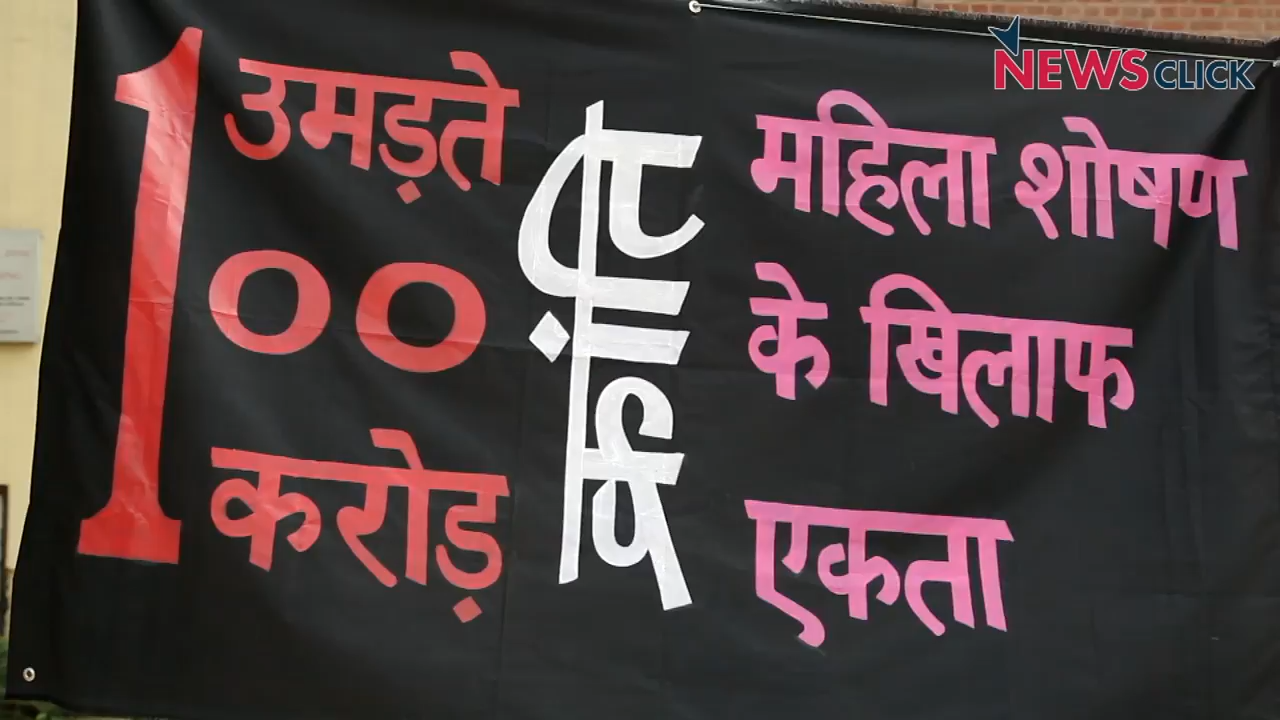 1
उमड़ते
00
करोड़
क्रांति
महिला शोषण
के खिलाफ
एकता
NEWSCLICK